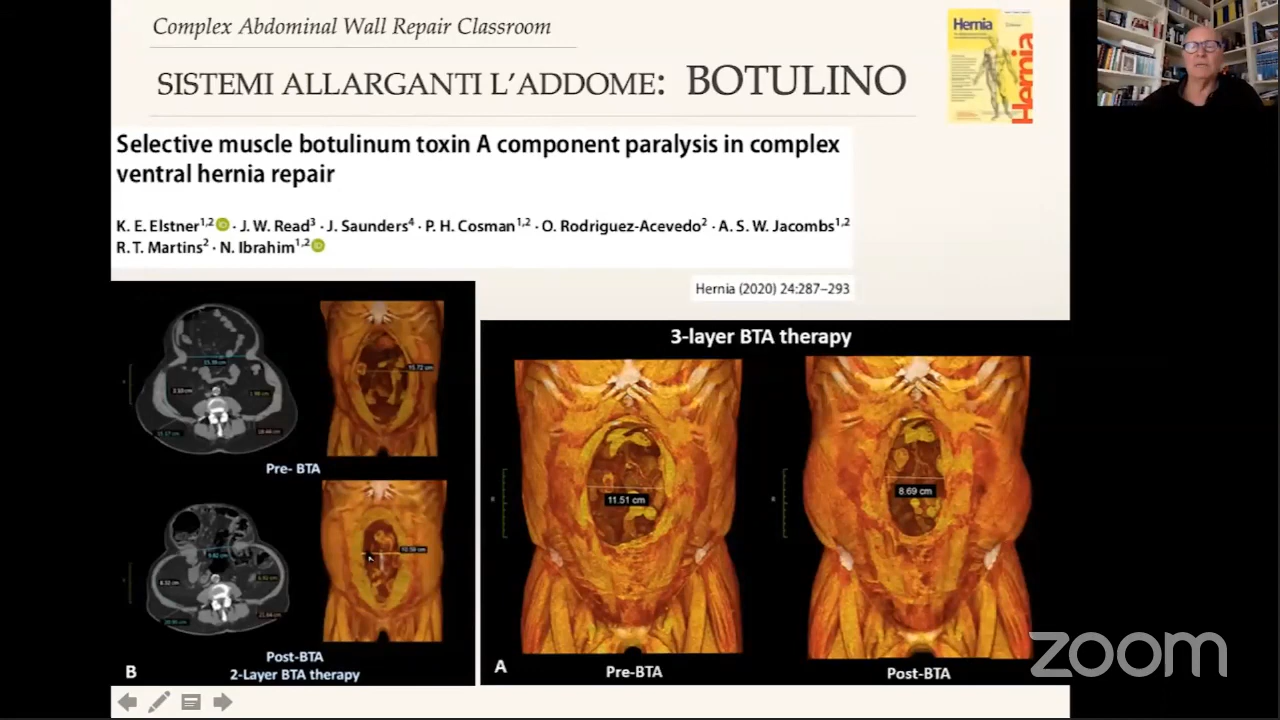 Complex Abdominal Wall Repair Classroom
SISTEMI ALLARGANTI L’ADDOME: BOTULINO
Hernia
Hernia
Selective muscle botulinum toxin A component paralysis in complex
ventral hernia repair
K. E. Elstner1,2 · J. W. Read3 · J. Saunders4 · P. H. Cosman1,2 · O. Rodriguez-Acevedo2 · A. S. W. Jacombs1,2
R. T. Martins2 · N. Ibrahim1,2
Hernia (2020) 24:287–293
Pre- BTA
Post-BTA
B
2-Layer BTA therapy
3-layer BTA therapy
11.51 cm
8.69 cm
A
Pre-BTA
Post-BTA
zoom